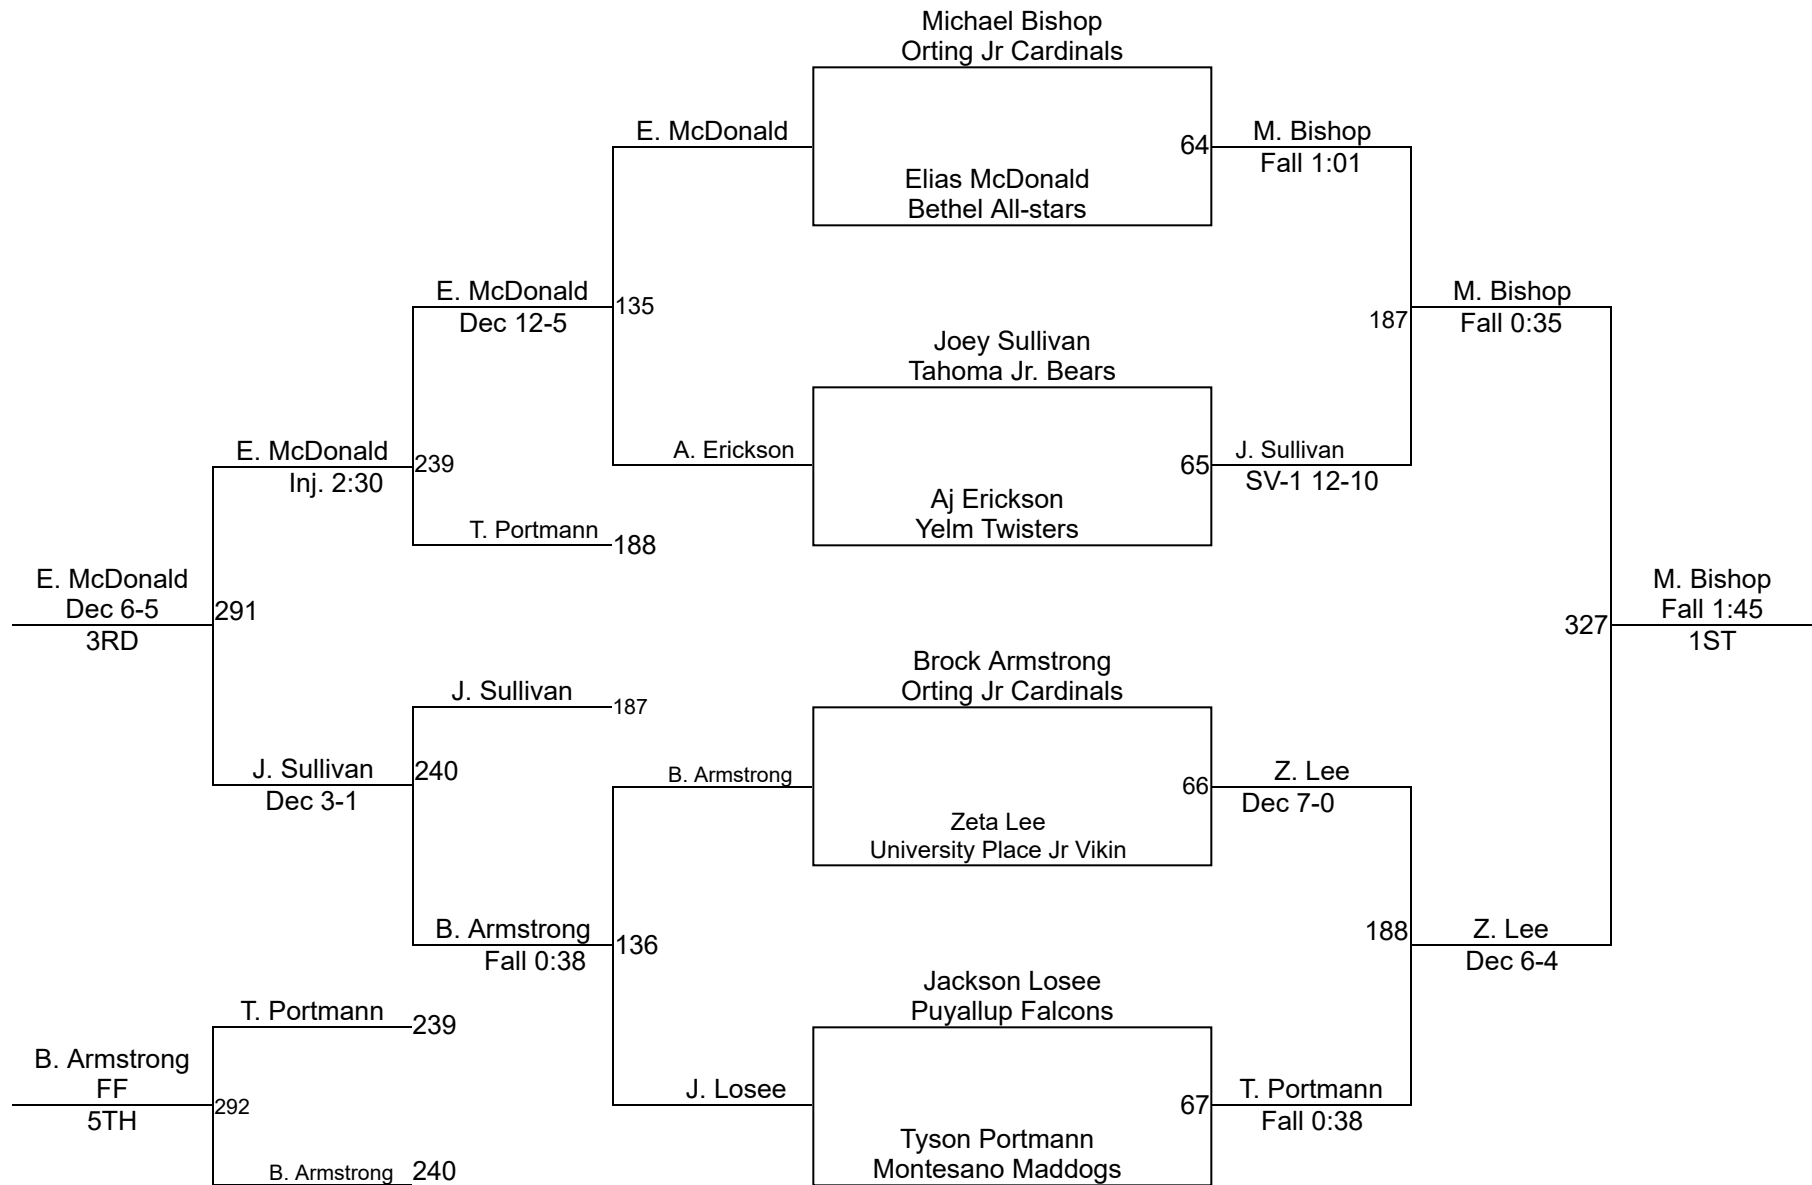 Michael Bishop
Orting Jr Cardinals
E. McDonald
64
M. Bishop
Fall 1:01
Elias McDonald
Bethel All-stars
E. McDonald
Dec 12-5
135
M. Bishop
Fall 0:35
187
Joey Sullivan
Tahoma Jr. Bears
E. McDonald
Inj. 2:30
239
A. Erickson
65
J. Sullivan
SV-1 12-10
Aj Erickson
Yelm Twisters
T. Portmann
188
E. McDonald
Dec 6-5
3RD
291
327
M. Bishop
Fall 1:45
1ST
Brock Armstrong
Orting Jr Cardinals
J. Sullivan
187
J. Sullivan
Dec 3-1
240
B. Armstrong
66
Z. Lee
Dec 7-0
Zeta Lee
University Place Jr Vikin
B. Armstrong
Fall 0:38
136
188
Z. Lee
Dec 6-4
Jackson Losee
Puyallup Falcons
T. Portmann
239
B. Armstrong
FF
5TH
292
J. Losee
67
T. Portmann
Fall 0:38
Tyson Portmann
Montesano Maddogs
B. Armstrong
240